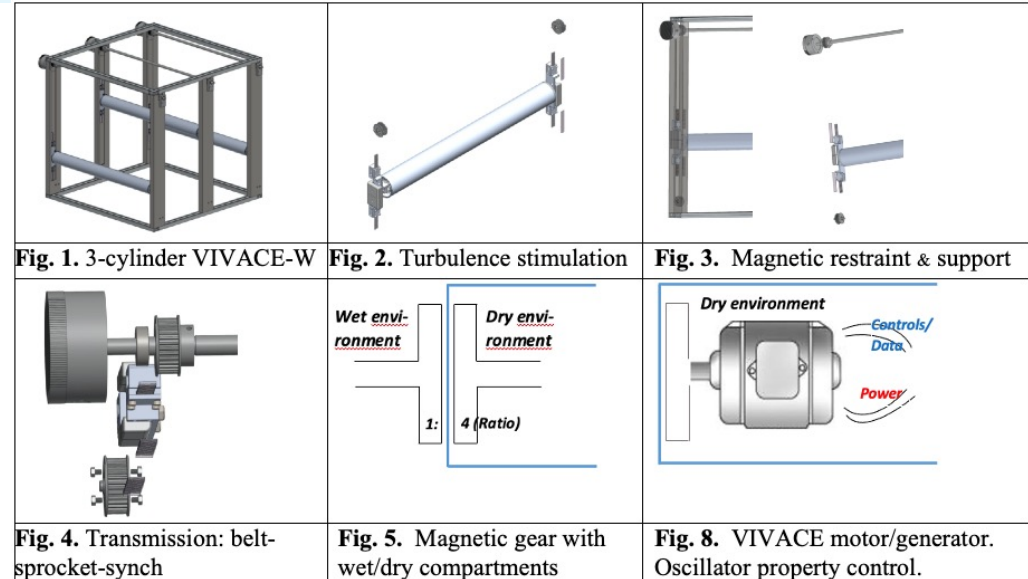 Fig. 1. 3-cylinder VIVACE-W
Fig. 2. Turbulence stimulation
Fig. 3. Magnetic restraint & support
Wet envi-
ronment
Dry envi-
ronment
1:
4 (Ratio)
Dry environment
Controls/
Data
Power
Fig. 4. Transmission: belt-
sprocket-synch
Fig. 5. Magnetic gear with
wet/dry compartments
Fig. 8. VIVACE motor/generator.
Oscillator property control.